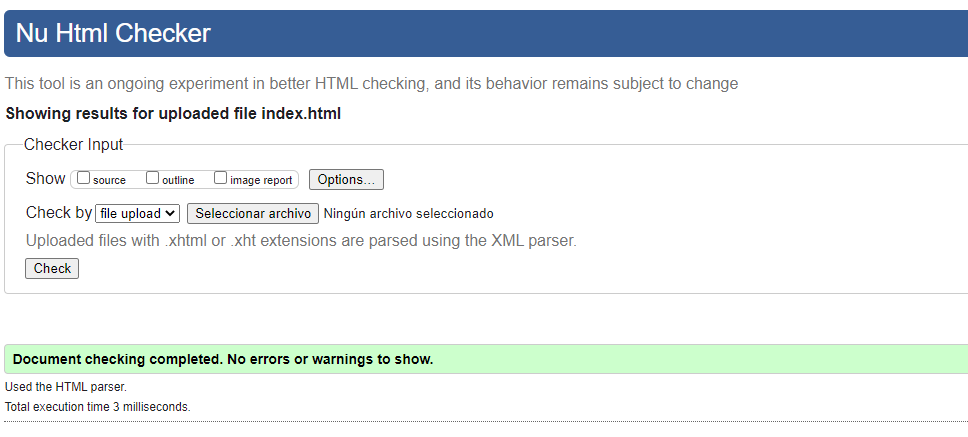 Nu Html Checker
This tool is an ongoing experiment in better HTML checking, and its behavior remains subject to change
Showing results for uploaded file index.html
Checker Input
Show source outline image report Options...
Check by file upload Seleccionar archivo Ningún archivo seleccionado
Uploaded files with .xhtml or .xht extensions are parsed using the XML parser.
Check
Document checking completed. No errors or warnings to show.
Used the HTML parser.
Total execution time 3 milliseconds.